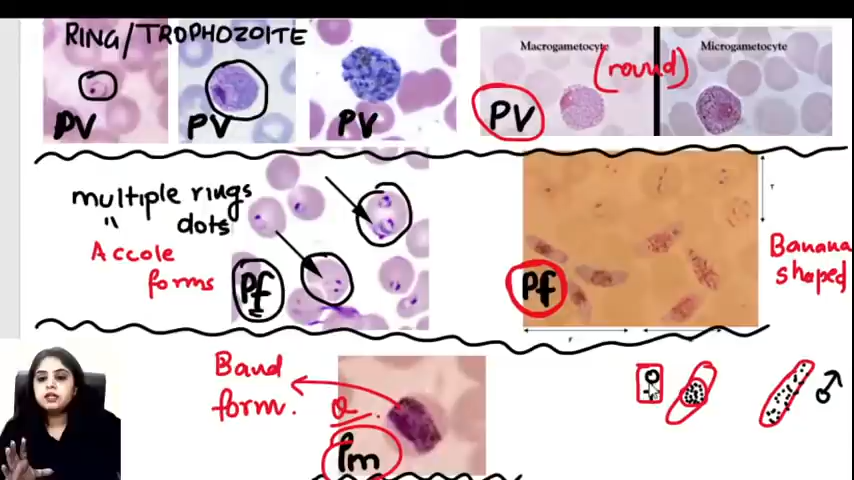 RING/TROPHOZOITE
PV
PV
PV
Macrogametocyte
Microgametocyte
(round)
PV
multiple rings
" dots
Accole
forms
Pf
Pf
Banana
shaped
Band
form.
Pm
♀
♂